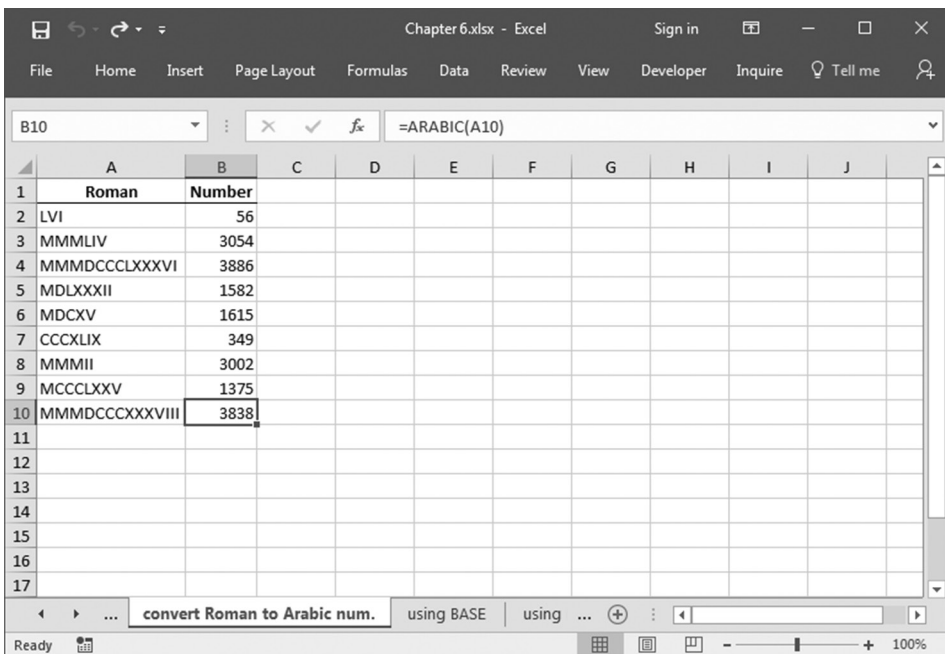 Chapter 6.xlsx - Excel Sign in
File Home Insert Page Layout Formulas Data Review View Developer Inquire Tell me
B10 fx =ARABIC(A10)
A B C D E F G H I J
1 Roman Number
2 LVI 56
3 MMMLIV 3054
4 MMMDCCCLXXXVI 3886
5 MDLXXXII 1582
6 MDCXV 1615
7 CCCXLIX 349
8 MMMII 3002
9 MCCCLXXV 1375
10 MMMDCCCXXXVIII 3838
11
12
13
14
15
16
17
... convert Roman to Arabic num. using BASE using ...
Ready 100%